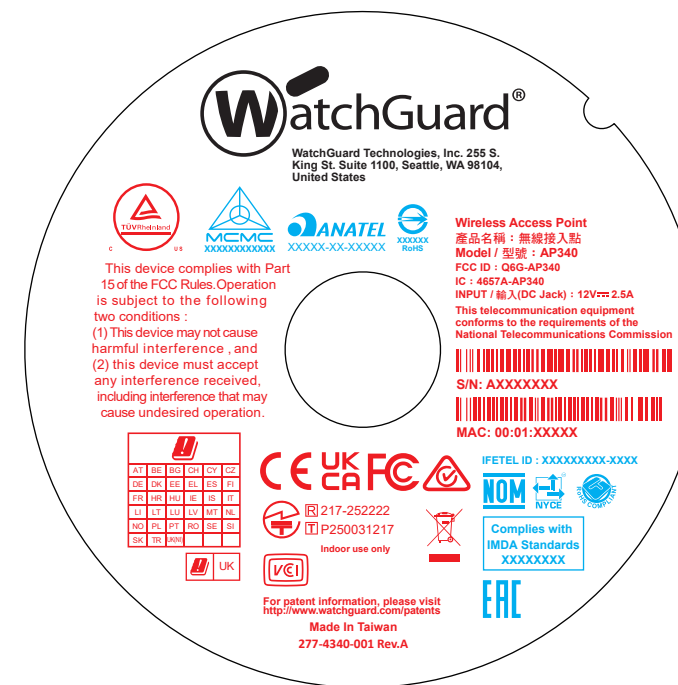 WatchGuard®
WatchGuard Technologies, Inc. 255 S.
King St. Suite 1100, Seattle, WA 98104,
United States
TÜVRheinland
C US
MCMC
XXXXXXXXXXXX
ANATEL
XXXXX-XX-XXXXX
XXXXXX
RoHS
This device complies with Part
15 of the FCC Rules.Operation
is subject to the following
two conditions :
(1) This device may not cause
harmful interference , and
(2) this device must accept
any interference received,
including interference that may
cause undesired operation.
Wireless Access Point
產品名稱：無線接入點
Model / 型號：AP340
FCC ID : Q6G-AP340
IC : 4657A-AP340
INPUT / 輸入(DC Jack) : 12V⎓ 2.5A
This telecommunication equipment
conforms to the requirements of the
National Telecommunications Commission
S/N: AXXXXXXX
MAC: 00:01:XXXXX
AT BE BG CH CY CZ
DE DK EE EL ES FI
FR HR HU IE IS IT
LI LT LU LV MT NL
NO PL PT RO SE SI
SK TR UK(NI)
UK
CE UK CA FC
R 217-252222
T P250031217
Indoor use only
VCI
IFETEL ID : XXXXXXXXX-XXXX
NOM
NYCE
RoHS COMPLIANT
Complies with
IMDA Standards
XXXXXXXX
EAC
For patent information, please visit
http://www.watchguard.com/patents
Made In Taiwan
277-4340-001 Rev.A